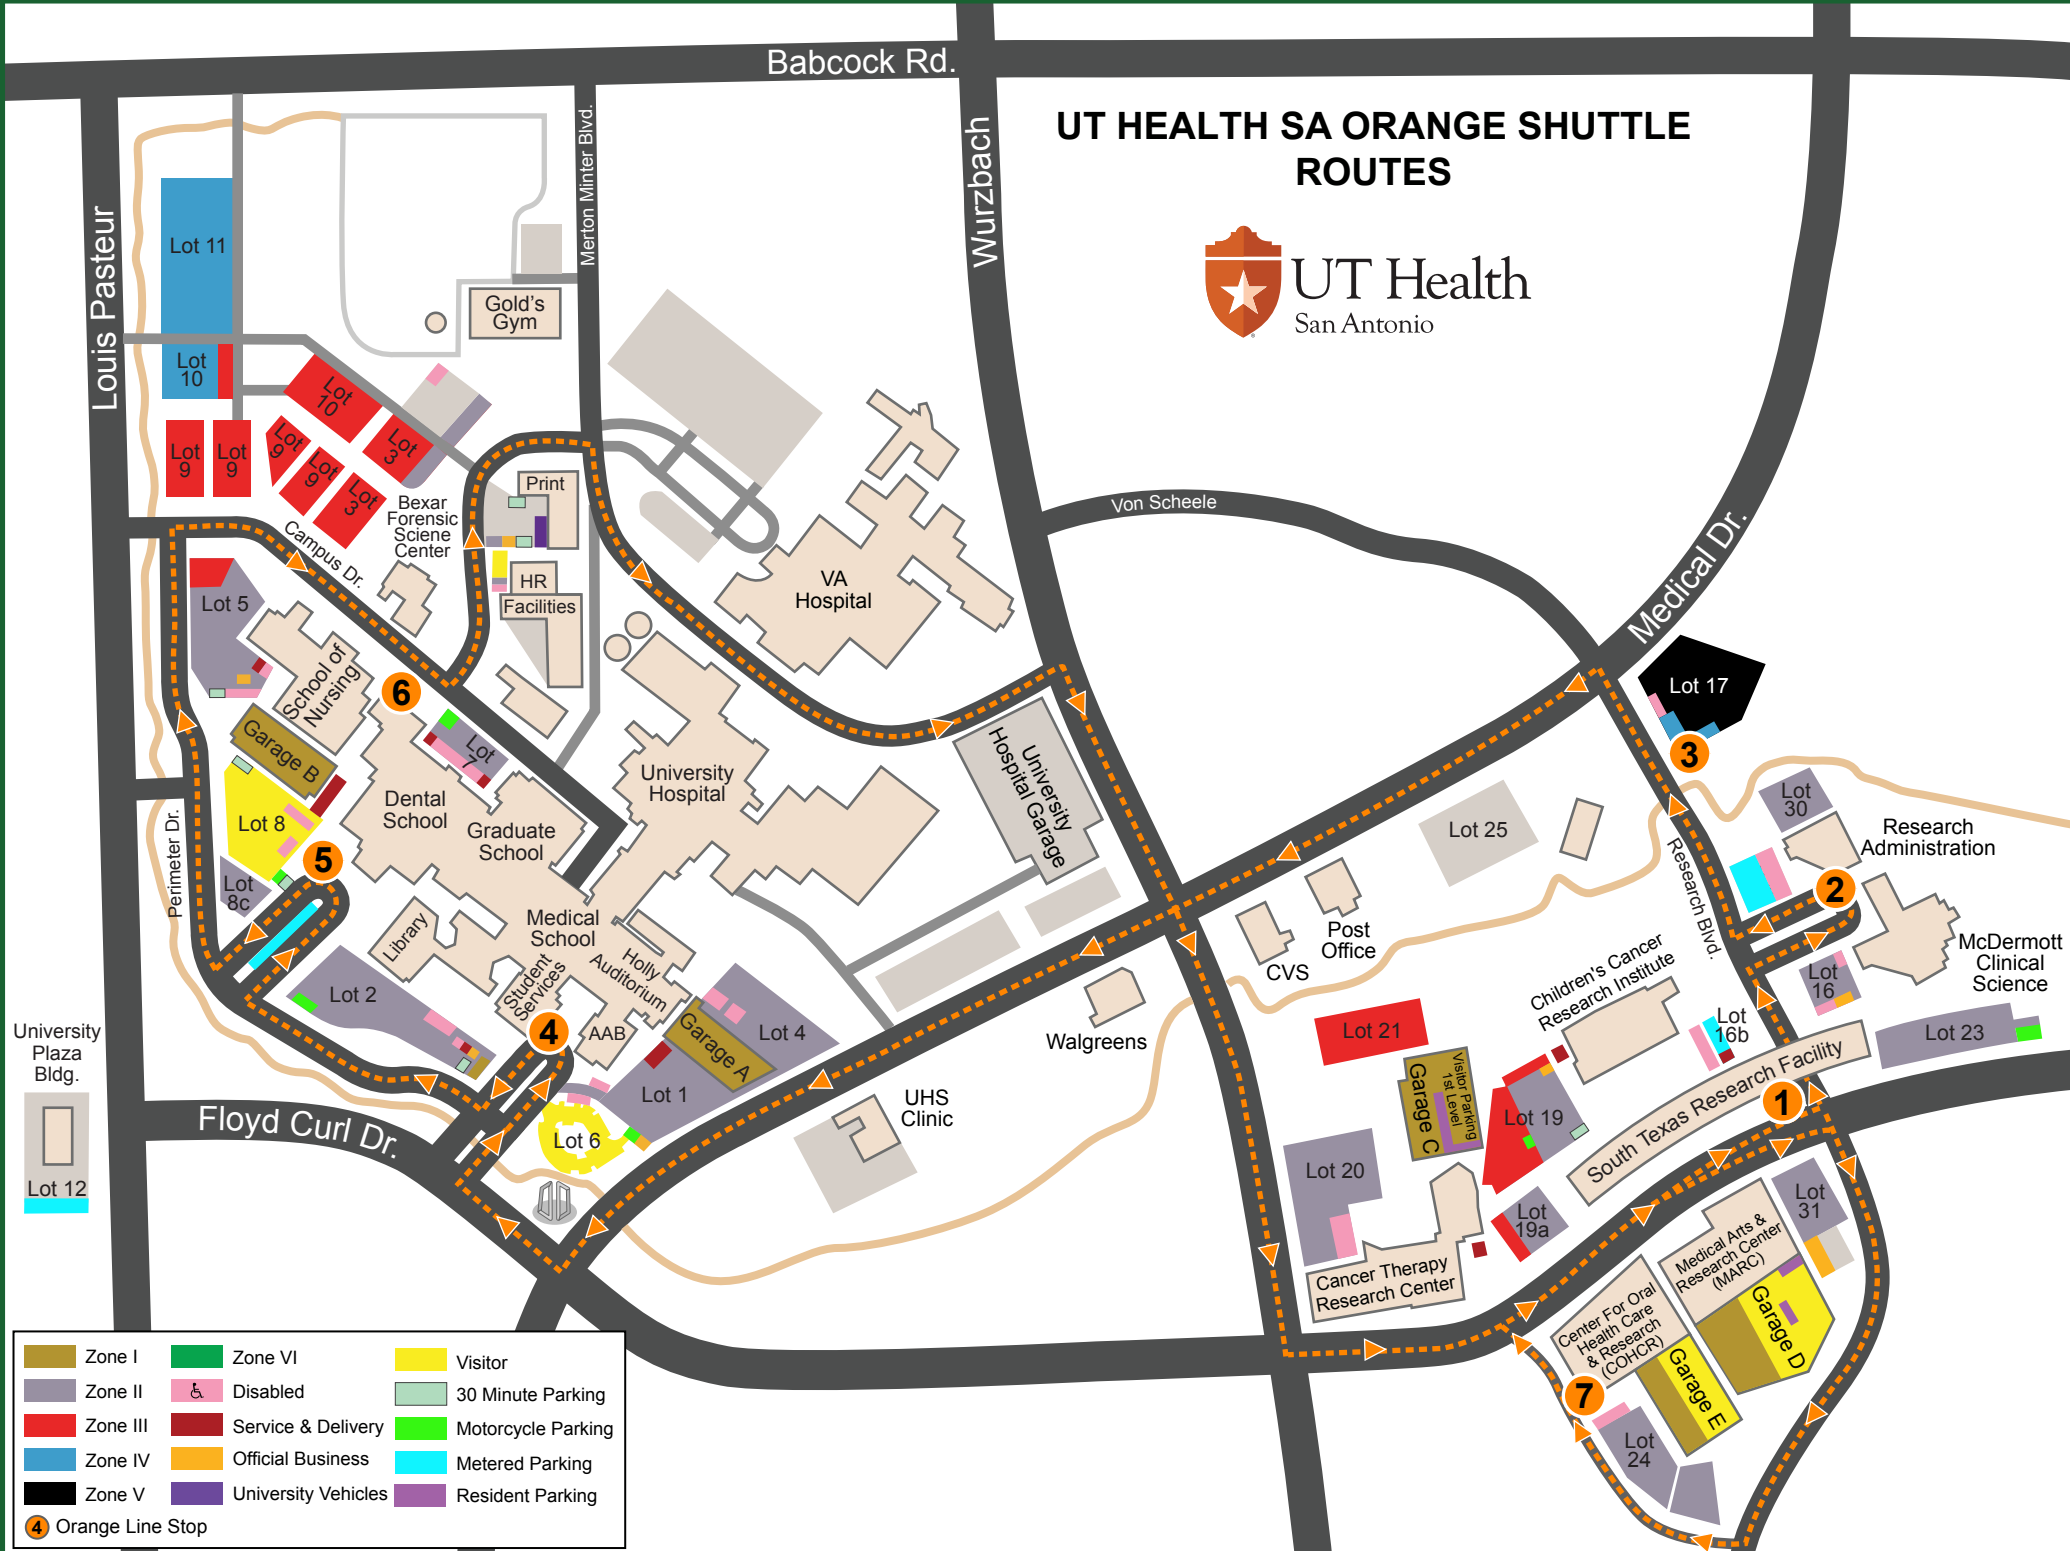 Babcock Rd.
UT HEALTH SA ORANGE SHUTTLE
ROUTES
UT Health
San Antonio
Louis Pasteur
Merton Minter Blvd.
Wurzbach
Lot 11
Gold's
Gym
Lot
10
Lot
10
Lot
9
Lot
9
Lot
9
Lot
9
Lot
3
Lot
3
Bexar
Forensic
Sciene
Center
Print
Campus Dr.
HR
Facilities
VA
Hospital
Von Scheele
Medical Dr.
Lot 5
School of
Nursing
6
Garage B
Lot
7
Lot 17
3
University
Hospital
University
Hospital Garage
Dental
School
Graduate
School
Lot 8
5
Lot
8c
Perimeter Dr.
Lot 25
Lot
30
Research
Administration
2
Research Blvd.
McDermott
Clinical
Science
Library
Medical
School
Holly
Auditorium
Student
Services
4
AAB
Lot 2
Garage A
Lot 4
Lot 1
Lot 6
Post
Office
CVS
Walgreens
Children's Cancer
Research Institute
Lot
16
Lot
16b
Lot 23
Lot 21
South Texas Research Facility
1
Garage C
Visitor Parking
1st Level
Lot 19
Lot
19a
Lot 20
UHS
Clinic
Cancer Therapy
Research Center
University
Plaza
Bldg.
Lot 12
Floyd Curl Dr.
Lot
31
Medical Arts &
Research Center
(MARC)
Garage D
Center For Oral
Health Care
& Research
(COHCR)
Garage E
7
Lot
24
Zone I
Zone II
Zone III
Zone IV
Zone V
Zone VI
Disabled
Service & Delivery
Official Business
University Vehicles
Visitor
30 Minute Parking
Motorcycle Parking
Metered Parking
Resident Parking
4 Orange Line Stop